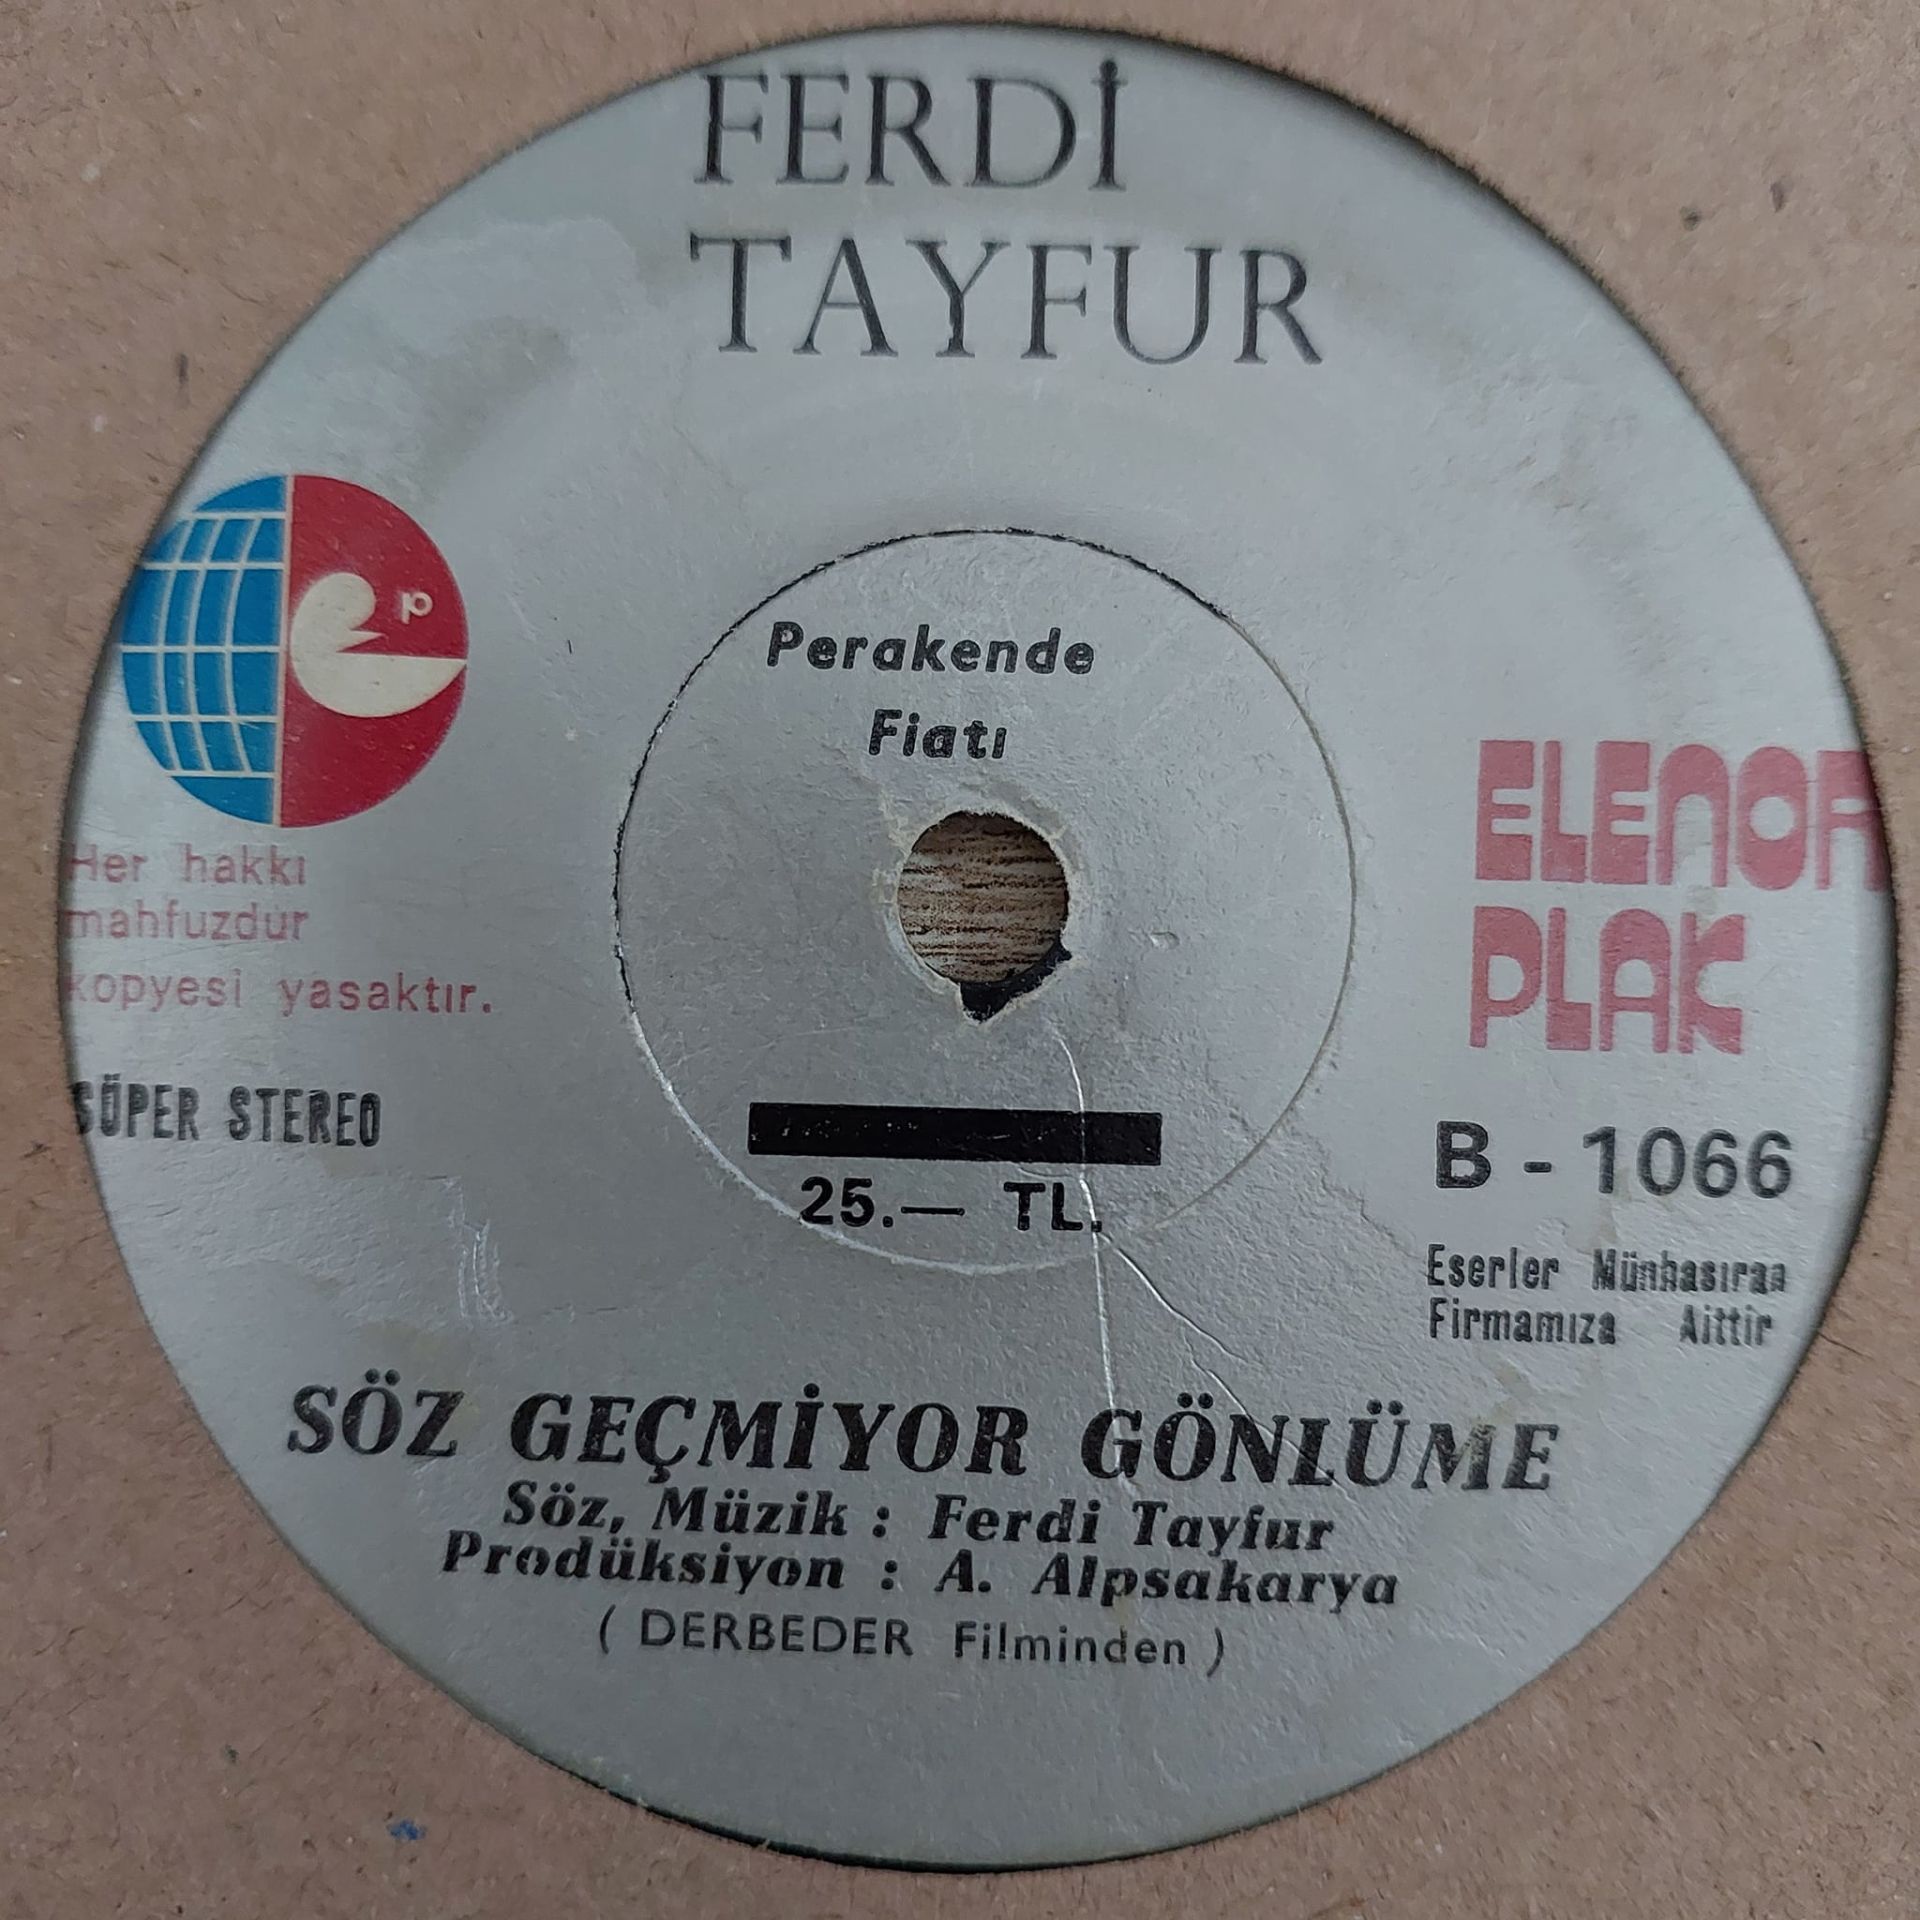 FERDİ
TAYFUR
Perakende
Fiatı
ep
Her hakkı
mahfuzdur
kopyesi yasaktır.
ELENOR
PLAK
SÜPER STEREO
25.— TL.
B - 1066
Eserler Münhasıran
Firmamıza Aittir
SÖZ GEÇMİYOR GÖNLÜME
Söz, Müzik : Ferdi Tayfur
Prodüksiyon : A. Alpsakarya
( DERBEDER Filminden )